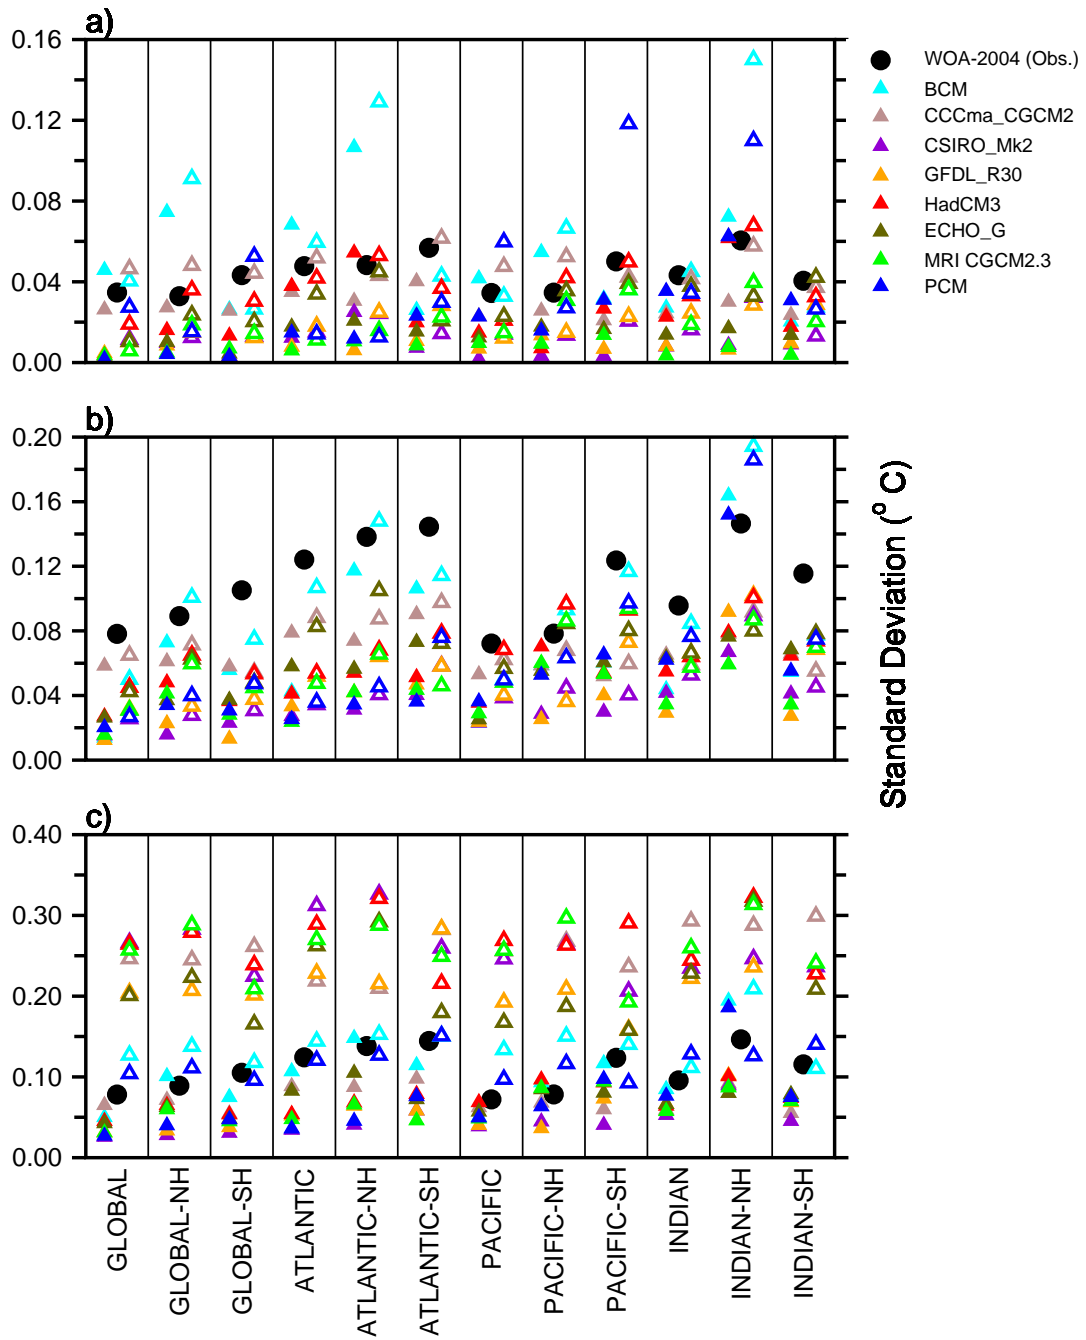 a)
0.16
0.12
0.08
0.04
0.00
WOA-2004 (Obs.)
BCM
CCCma_CGCM2
CSIRO_Mk2
GFDL_R30
HadCM3
ECHO_G
MRI CGCM2.3
PCM
b)
0.20
0.16
0.12
0.08
0.04
0.00
Standard Deviation (° C)
c)
0.40
0.30
0.20
0.10
0.00
GLOBAL
GLOBAL-NH
GLOBAL-SH
ATLANTIC
ATLANTIC-NH
ATLANTIC-SH
PACIFIC
PACIFIC-NH
PACIFIC-SH
INDIAN
INDIAN-NH
INDIAN-SH